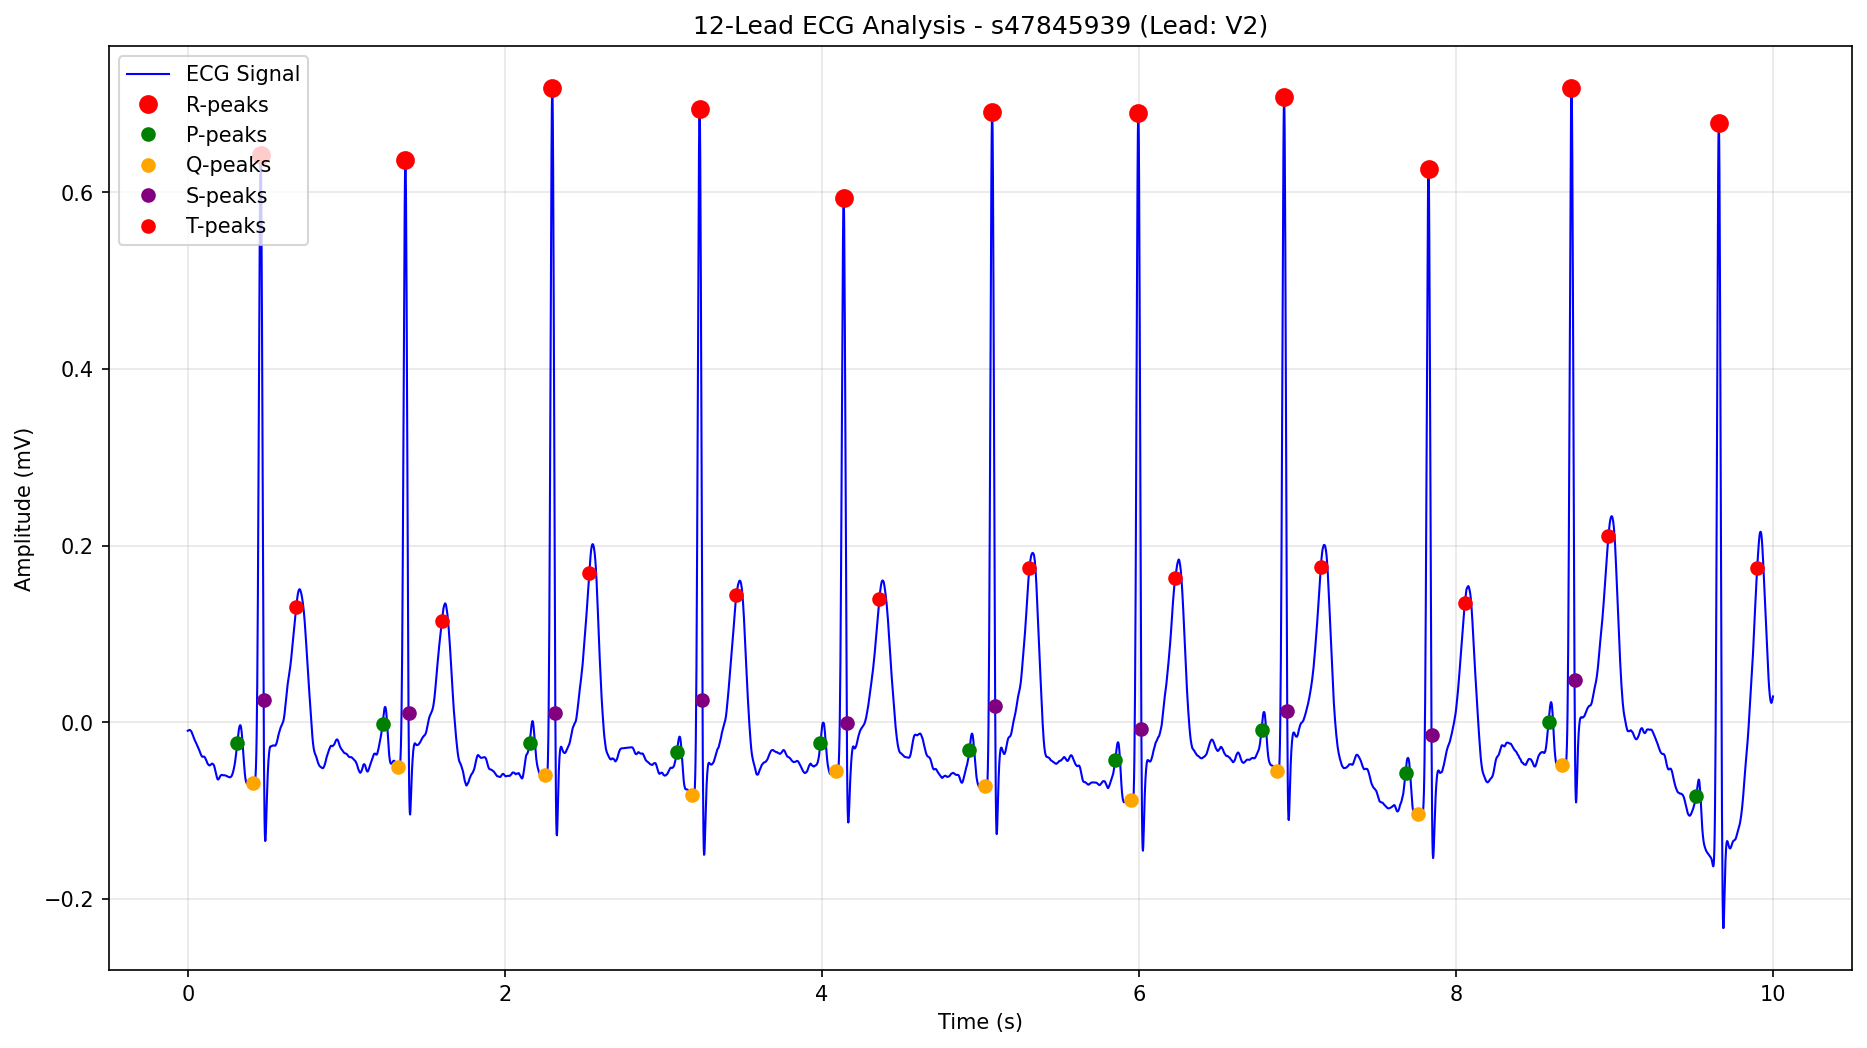 12-Lead ECG Analysis - s47845939 (Lead: V2)
ECG Signal
R-peaks
P-peaks
Q-peaks
S-peaks
T-peaks
Amplitude (mV)
0.6
0.4
0.2
0.0
−0.2
0 2 4 6 8 10
Time (s)